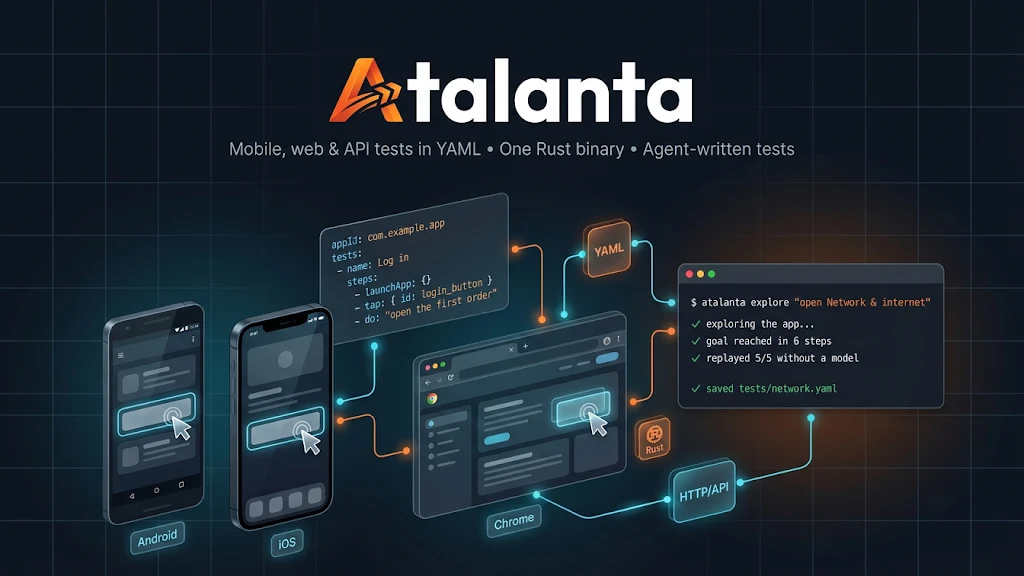 Atalanta
Mobile, web & API tests in YAML • One Rust binary • Agent-written tests
appId: com.example.app
tests:
- name: Log in
steps:
- launchApp: {}
- tap: { id: login_button }
- do: "open the first order"
YAML
$ atalanta explore "open Network & internet"
✓ exploring the app...
✓ goal reached in 6 steps
✓ replayed 5/5 without a model
✓ saved tests/network.yaml
Rust
HTTP/API
Chrome
Android
iOS